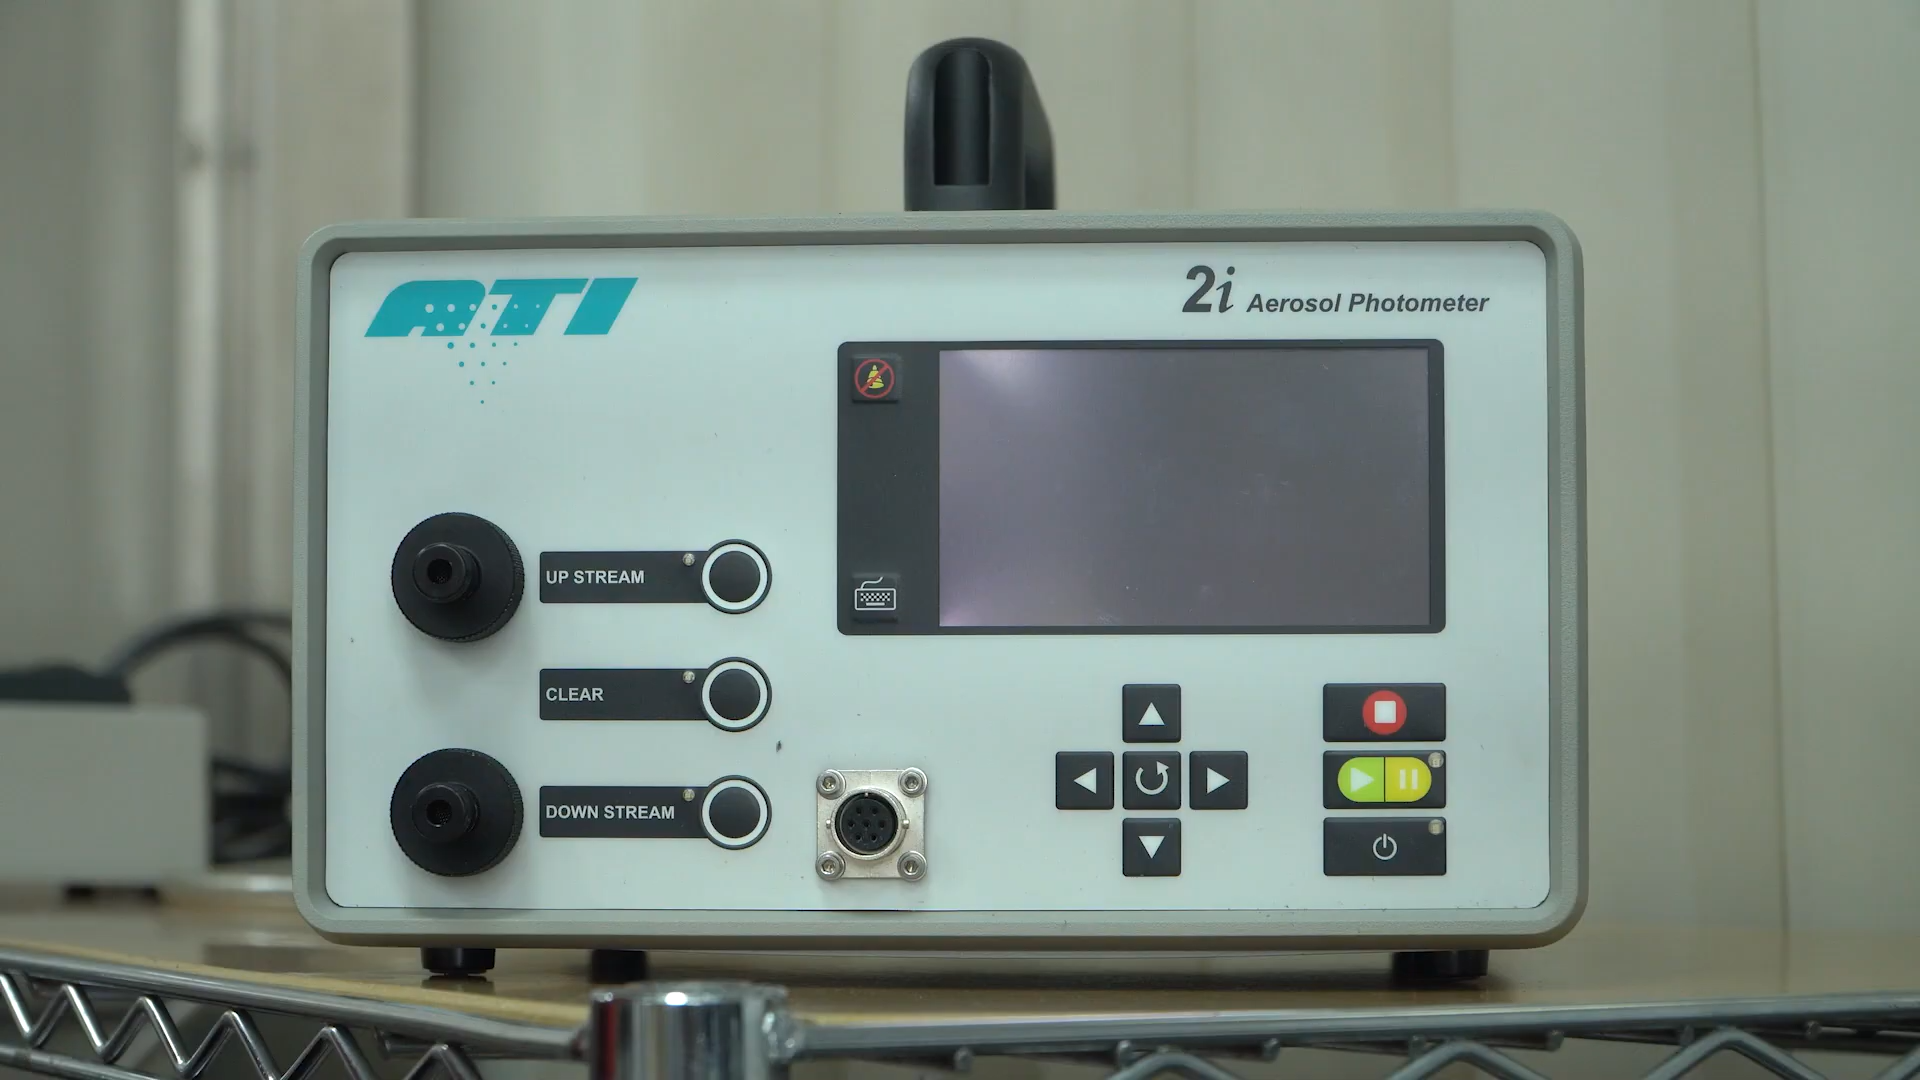 ATI
2i Aerosol Photometer
UP STREAM
CLEAR
DOWN STREAM